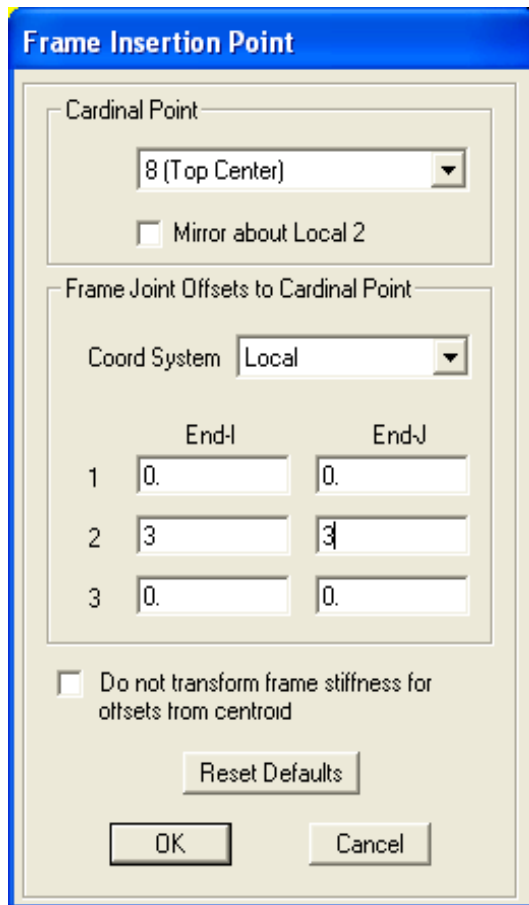 Frame Insertion Point
Cardinal Point
8 (Top Center)
Mirror about Local 2
Frame Joint Offsets to Cardinal Point
Coord System Local
End-I End-J
1 0. 0.
2 3 3
3 0. 0.
Do not transform frame stiffness for
offsets from centroid
Reset Defaults
OK Cancel